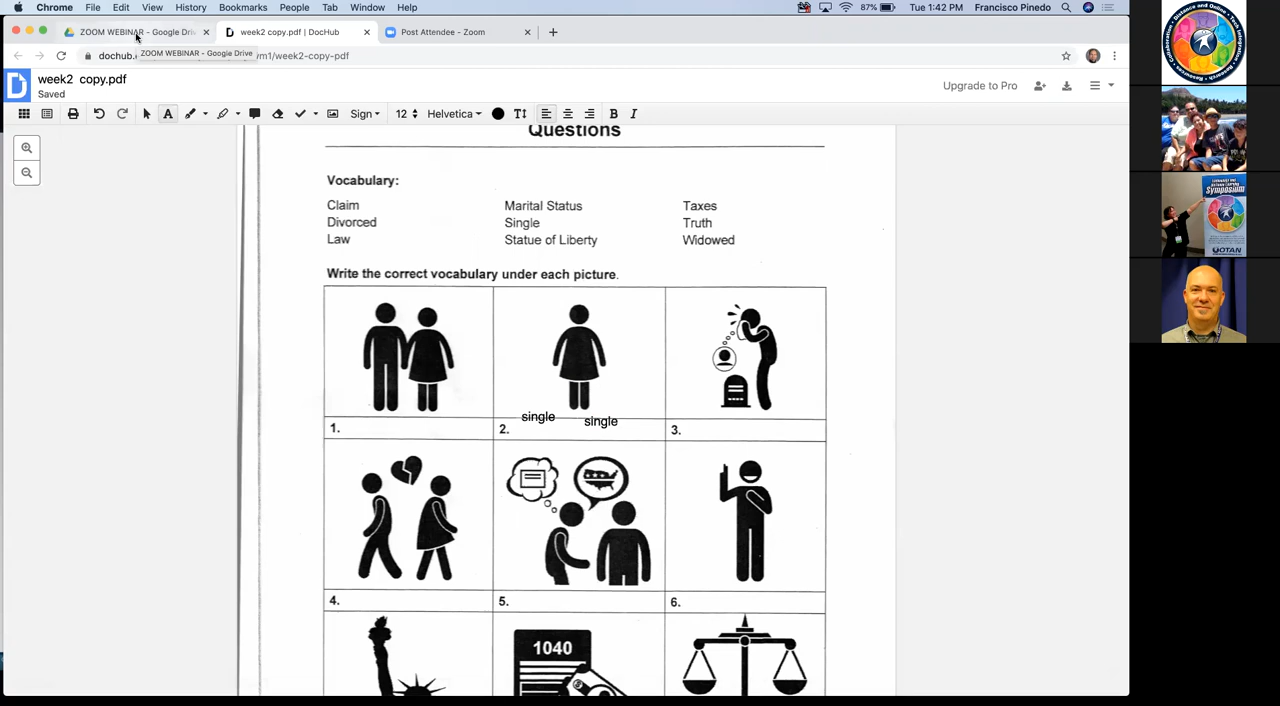 Chrome File Edit View History Bookmarks People Tab Window Help 87% Tue 1:42 PM Francisco Pinedo
ZOOM WEBINAR - Google Driv week2 copy.pdf | DocHub Post Attendee - Zoom
ZOOM WEBINAR - Google Drive
m1/week2-copy-pdf
week2 copy.pdf
Saved
Upgrade to Pro
A Sign 12 Helvetica B I
Questions
Vocabulary:
Claim Marital Status Taxes
Divorced Single Truth
Law Statue of Liberty Widowed
Write the correct vocabulary under each picture.
single single
1. 2. 3.
4. 5. 6.
1040
Symposium
OTAN